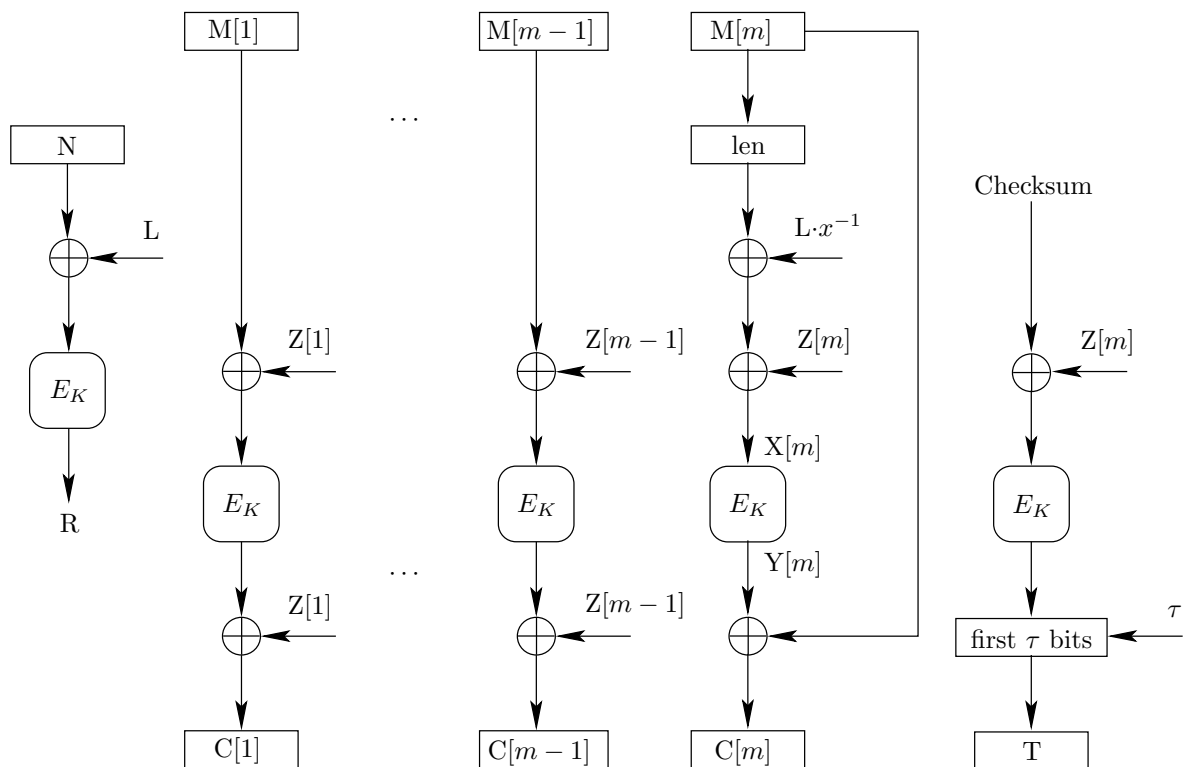 M[1] M[m − 1] M[m]
...
N len
Checksum
L L·x⁻¹
Z[1] Z[m − 1] Z[m] Z[m]
E_K
X[m]
E_K E_K E_K E_K
R
Y[m]
...
Z[1] Z[m − 1] τ
first τ bits
C[1] C[m − 1] C[m] T